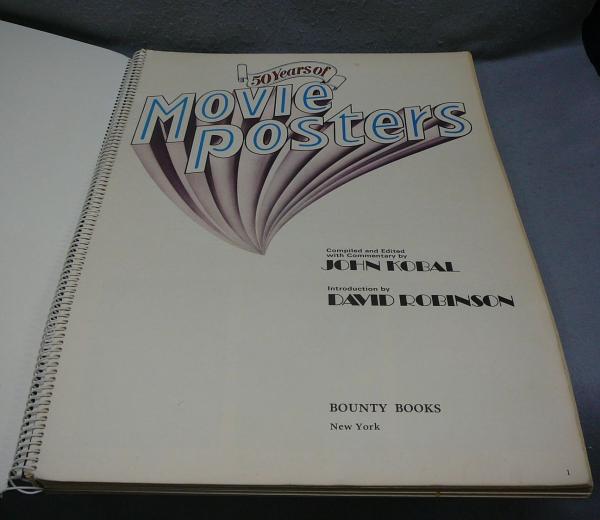 50 Years of
Movie
Posters
Compiled and Edited
with Commentary by
JOHN KOBAL
Introduction by
DAVID ROBINSON
BOUNTY BOOKS
New York
1